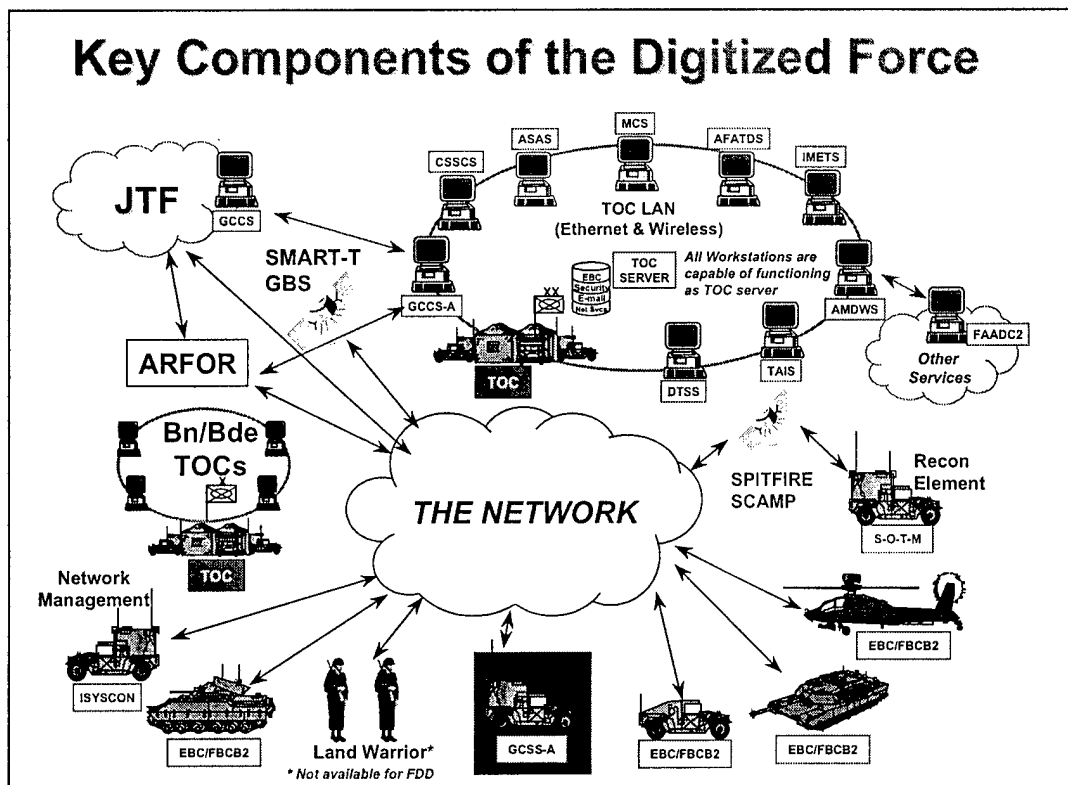 Key Components of the Digitized Force
MCS
ASAS
AFATDS
CSSCS
IMETS
JTF
GCCS
TOC LAN
(Ethernet & Wireless)
SMART-T
GBS
GCCS-A
EBC
Security
E-mail
Net Svcs
TOC
SERVER
All Workstations are
capable of functioning
as TOC server
AMDWS
XX
FAADC2
Other
Services
ARFOR
TOC
DTSS
TAIS
Bn/Bde
TOCs
X
TOC
THE NETWORK
SPITFIRE
SCAMP
Recon
Element
S-O-T-M
Network
Management
ISYSCON
EBC/FBCB2
EBC/FBCB2
Land Warrior*
* Not available for FDD
GCSS-A
EBC/FBCB2
EBC/FBCB2